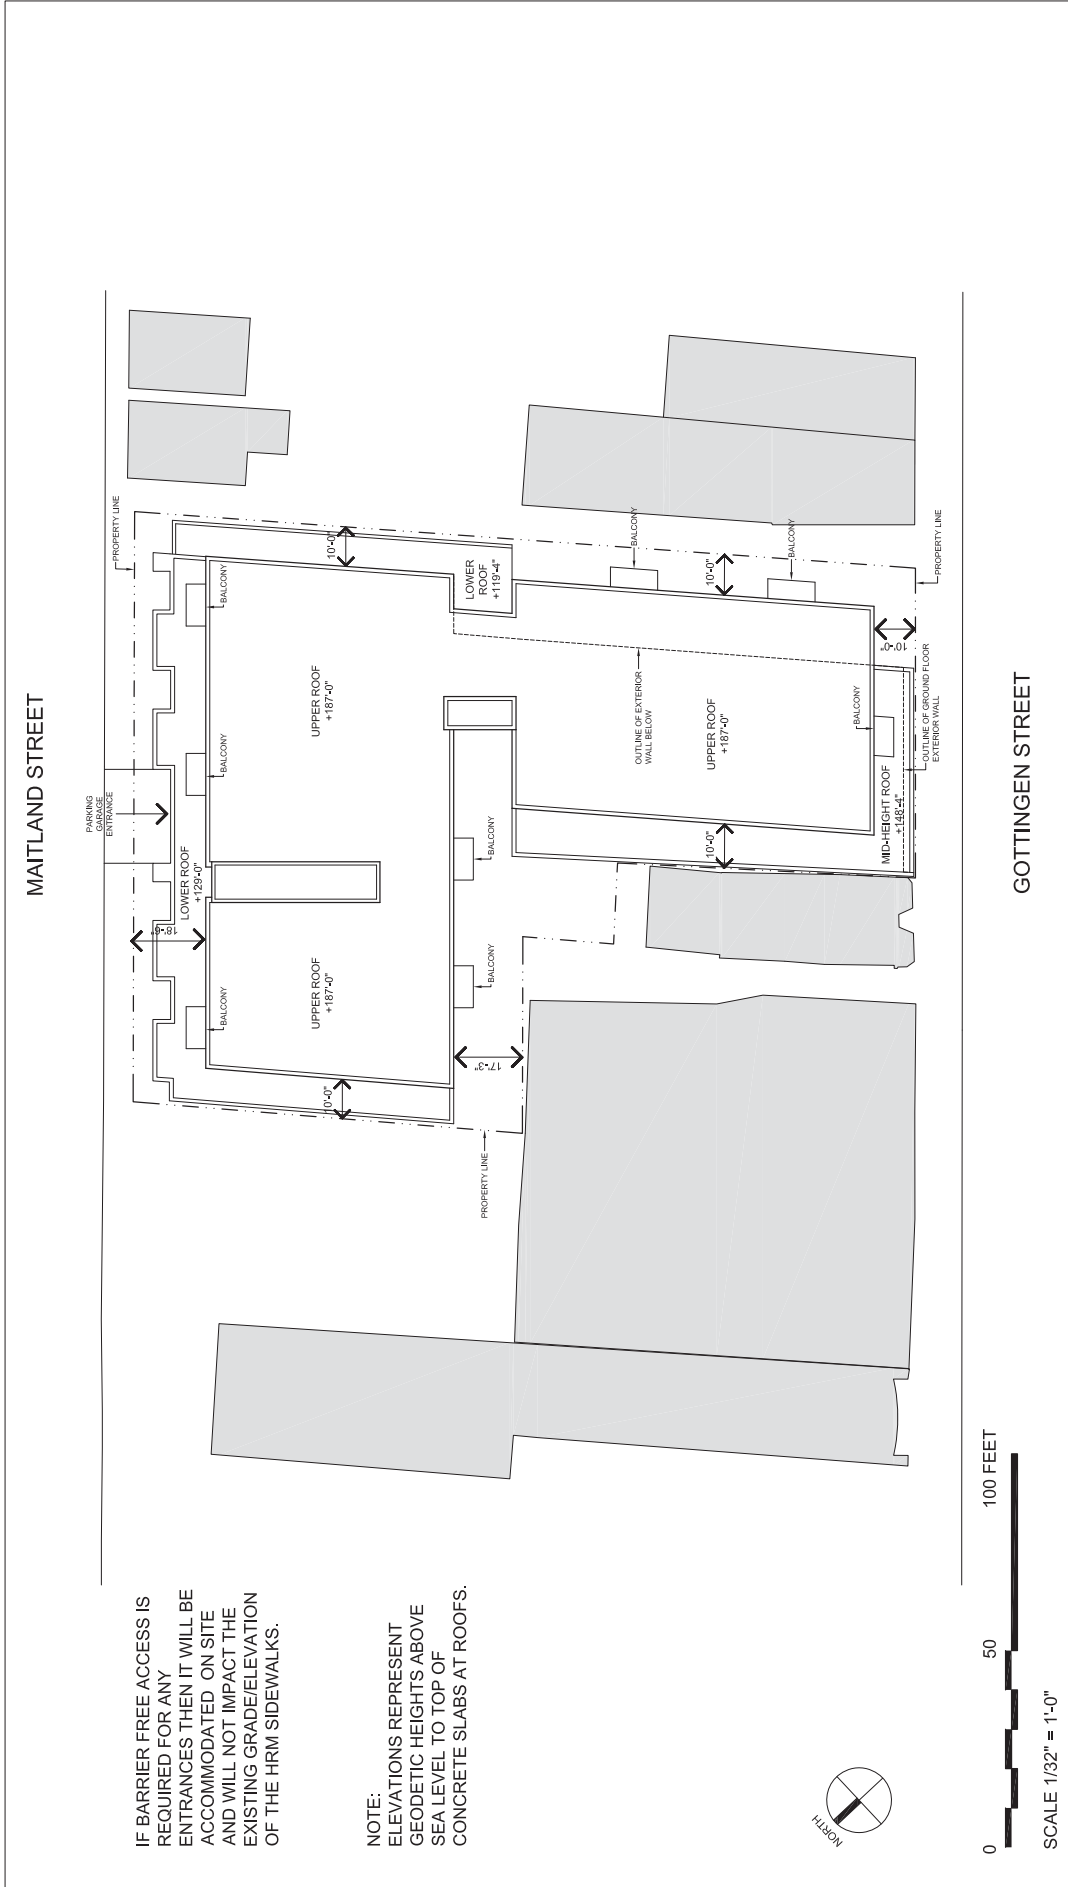 MAITLAND STREET
PROPERTY LINE
PARKING
GARAGE
ENTRANCE
LOWER ROOF
+129'-0"
18'-6"
BALCONY
BALCONY
BALCONY
10'-0"
10'-0"
UPPER ROOF
+187'-0"
UPPER ROOF
+187'-0"
LOWER
ROOF
+119'-4"
BALCONY
BALCONY
17'-3"
PROPERTY LINE
BALCONY
BALCONY
OUTLINE OF EXTERIOR
WALL BELOW
UPPER ROOF
+187'-0"
10'-0"
10'-0"
BALCONY
10'-0"
MID-HEIGHT ROOF
+148'-4"
OUTLINE OF GROUND FLOOR
EXTERIOR WALL
PROPERTY LINE
GOTTINGEN STREET
IF BARRIER FREE ACCESS IS
REQUIRED FOR ANY
ENTRANCES THEN IT WILL BE
ACCOMMODATED ON SITE
AND WILL NOT IMPACT THE
EXISTING GRADE/ELEVATION
OF THE HRM SIDEWALKS.
NOTE:
ELEVATIONS REPRESENT
GEODETIC HEIGHTS ABOVE
SEA LEVEL TO TOP OF
CONCRETE SLABS AT ROOFS.
NORTH
0
50
100 FEET
SCALE 1/32" = 1'-0"